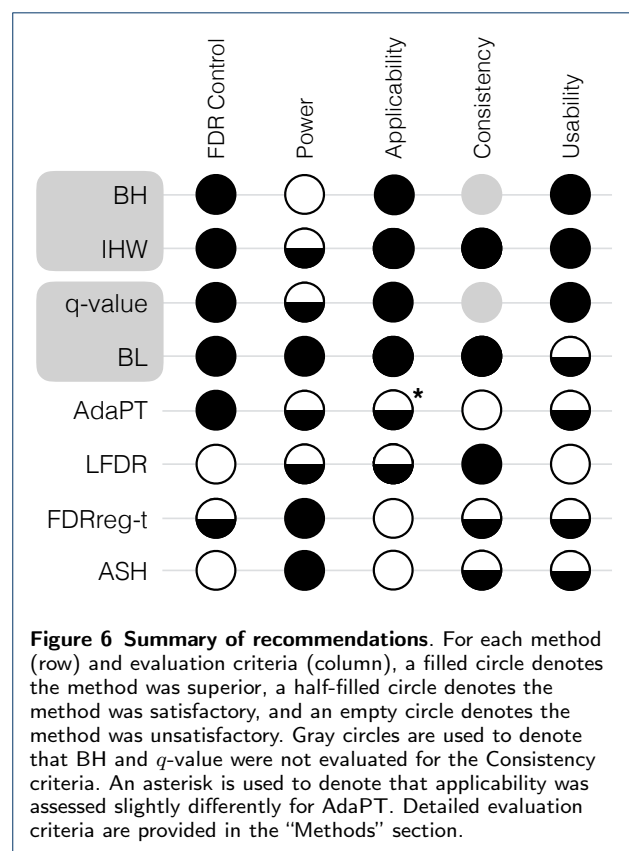 FDR Control
Power
Applicability
Consistency
Usability
BH
IHW
q-value
BL
AdaPT
*
LFDR
FDRreg-t
ASH
Figure 6 Summary of recommendations. For each method
(row) and evaluation criteria (column), a filled circle denotes
the method was superior, a half-filled circle denotes the
method was satisfactory, and an empty circle denotes the
method was unsatisfactory. Gray circles are used to denote
that BH and q-value were not evaluated for the Consistency
criteria. An asterisk is used to denote that applicability was
assessed slightly differently for AdaPT. Detailed evaluation
criteria are provided in the “Methods” section.